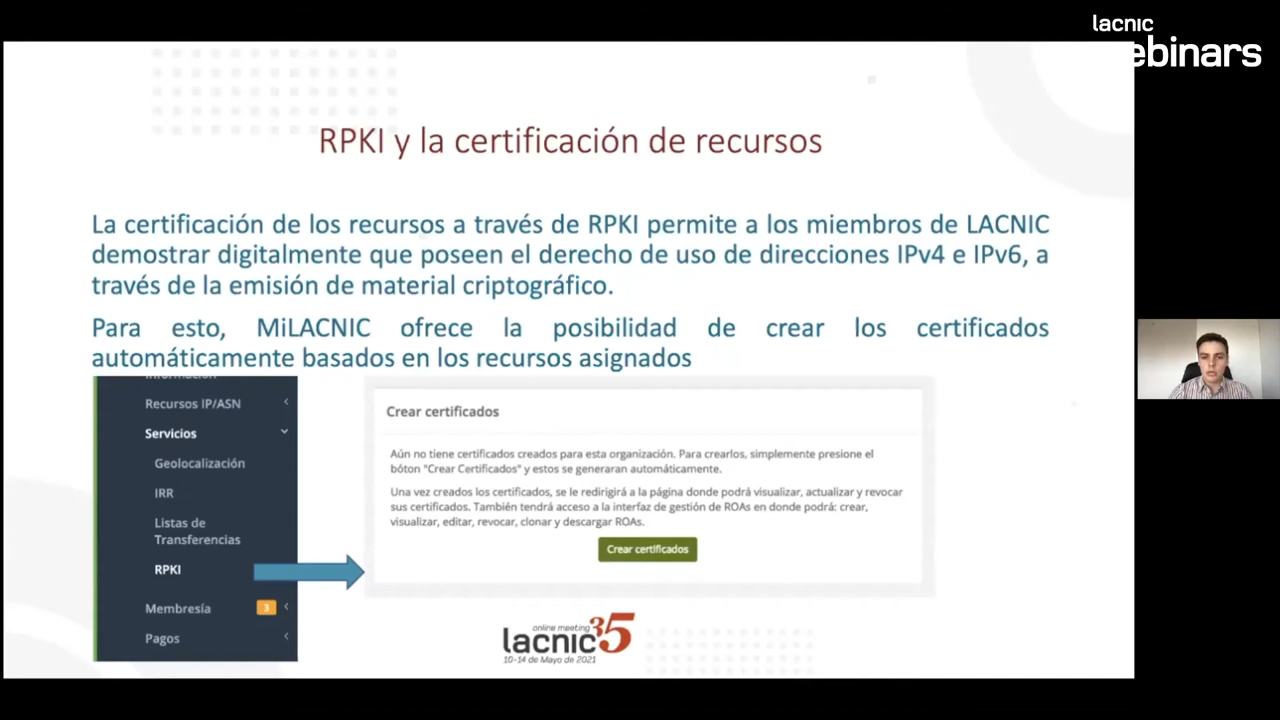 lacnic
ebinars
RPKI y la certificación de recursos
La certificación de los recursos a través de RPKI permite a los miembros de LACNIC
demostrar digitalmente que poseen el derecho de uso de direcciones IPv4 e IPv6, a
través de la emisión de material criptográfico.
Para esto, MiLACNIC ofrece la posibilidad de crear los certificados
automáticamente basados en los recursos asignados
Información
Recursos IP/ASN
Servicios
Geolocalización
IRR
Listas de
Transferencias
RPKI
Membresía 3
Pagos
Crear certificados
Aún no tiene certificados creados para esta organización. Para crearlos, simplemente presione el
bóton "Crear Certificados" y estos se generaran automáticamente.
Una vez creados los certificados, se le redirigirá a la página donde podrá visualizar, actualizar y revocar
sus certificados. También tendrá acceso a la interfaz de gestión de ROAs en donde podrá: crear,
visualizar, editar, revocar, clonar y descargar ROAs.
Crear certificados
online meeting
lacnic35
10-14 de Mayo de 2021